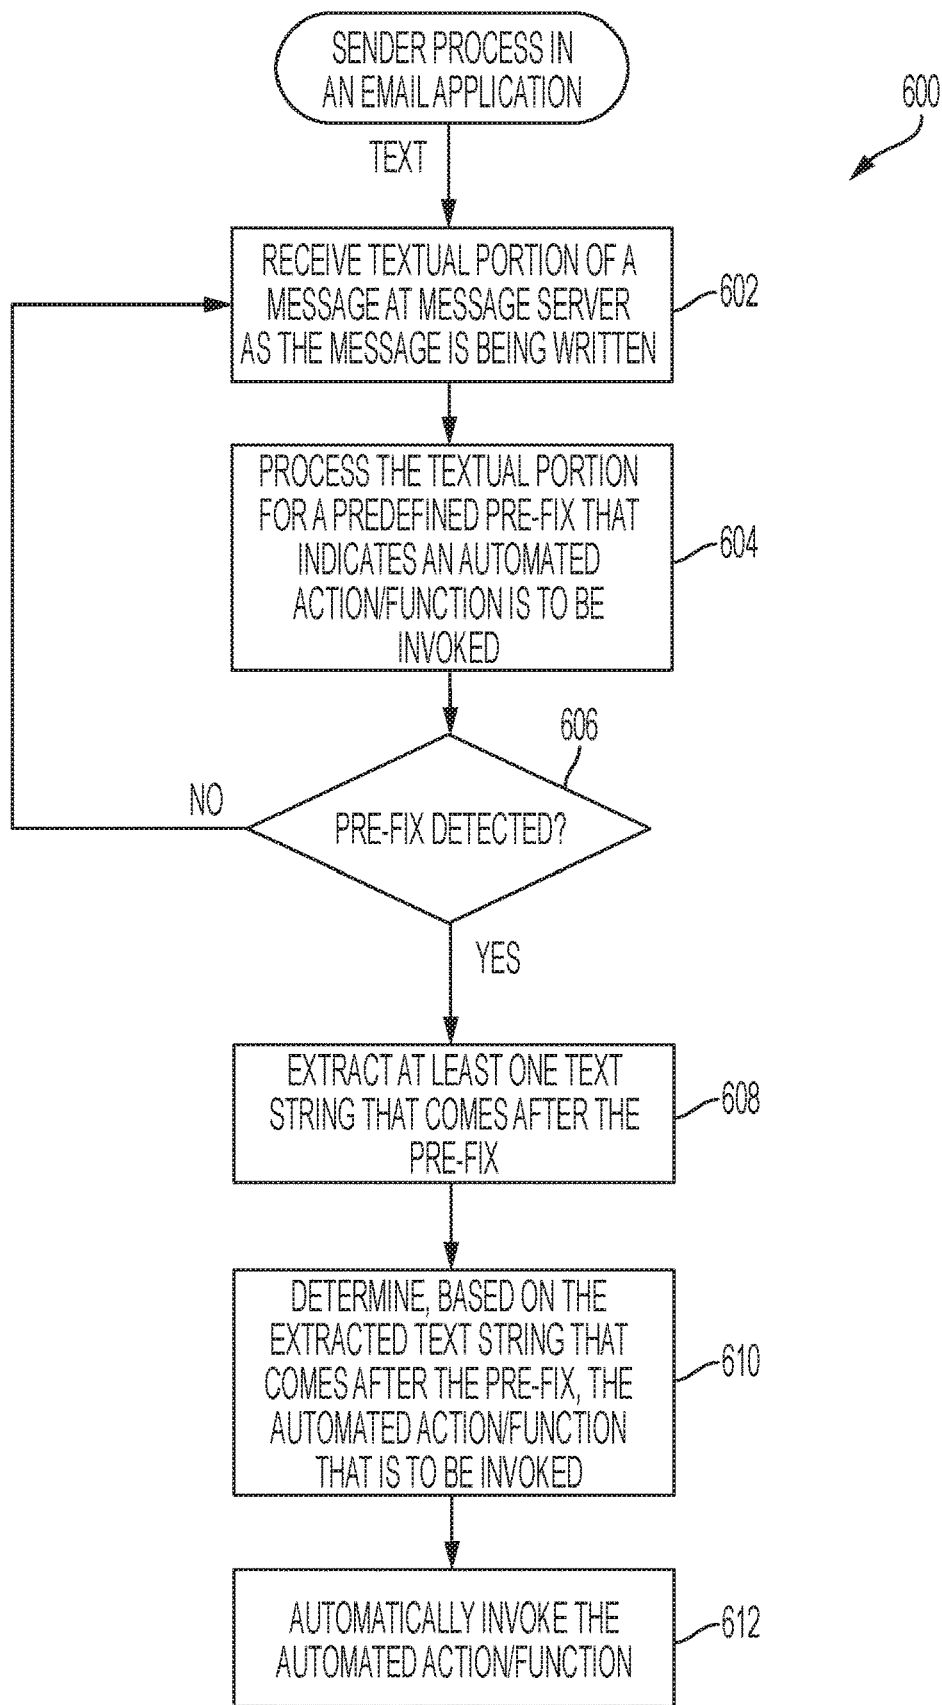 SENDER PROCESS IN
AN EMAIL APPLICATION
600
TEXT
RECEIVE TEXTUAL PORTION OF A
MESSAGE AT MESSAGE SERVER
AS THE MESSAGE IS BEING WRITTEN
602
PROCESS THE TEXTUAL PORTION
FOR A PREDEFINED PRE-FIX THAT
INDICATES AN AUTOMATED
ACTION/FUNCTION IS TO BE
INVOKED
604
606
NO
PRE-FIX DETECTED?
YES
EXTRACT AT LEAST ONE TEXT
STRING THAT COMES AFTER THE
PRE-FIX
608
DETERMINE, BASED ON THE
EXTRACTED TEXT STRING THAT
COMES AFTER THE PRE-FIX, THE
AUTOMATED ACTION/FUNCTION
THAT IS TO BE INVOKED
610
AUTOMATICALLY INVOKE THE
AUTOMATED ACTION/FUNCTION
612